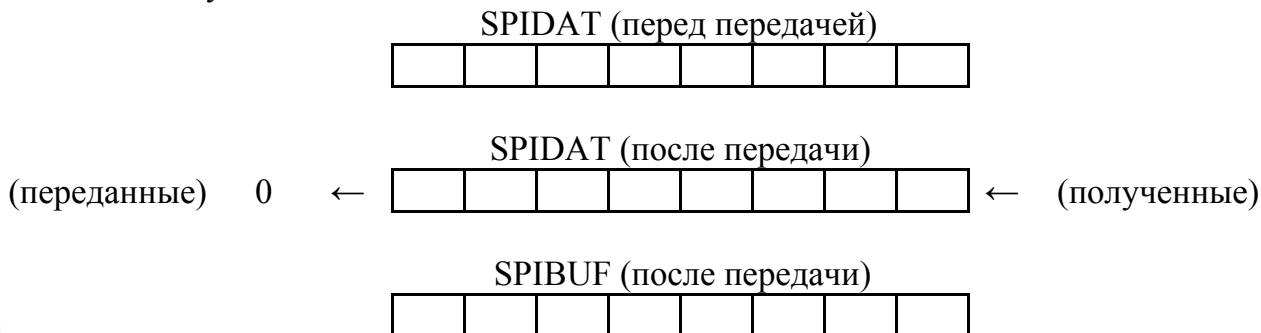 SPIDAT (перед передачей)
SPIDAT (после передачи)
(переданные) 0 ← ← (полученные)
SPIBUF (после передачи)